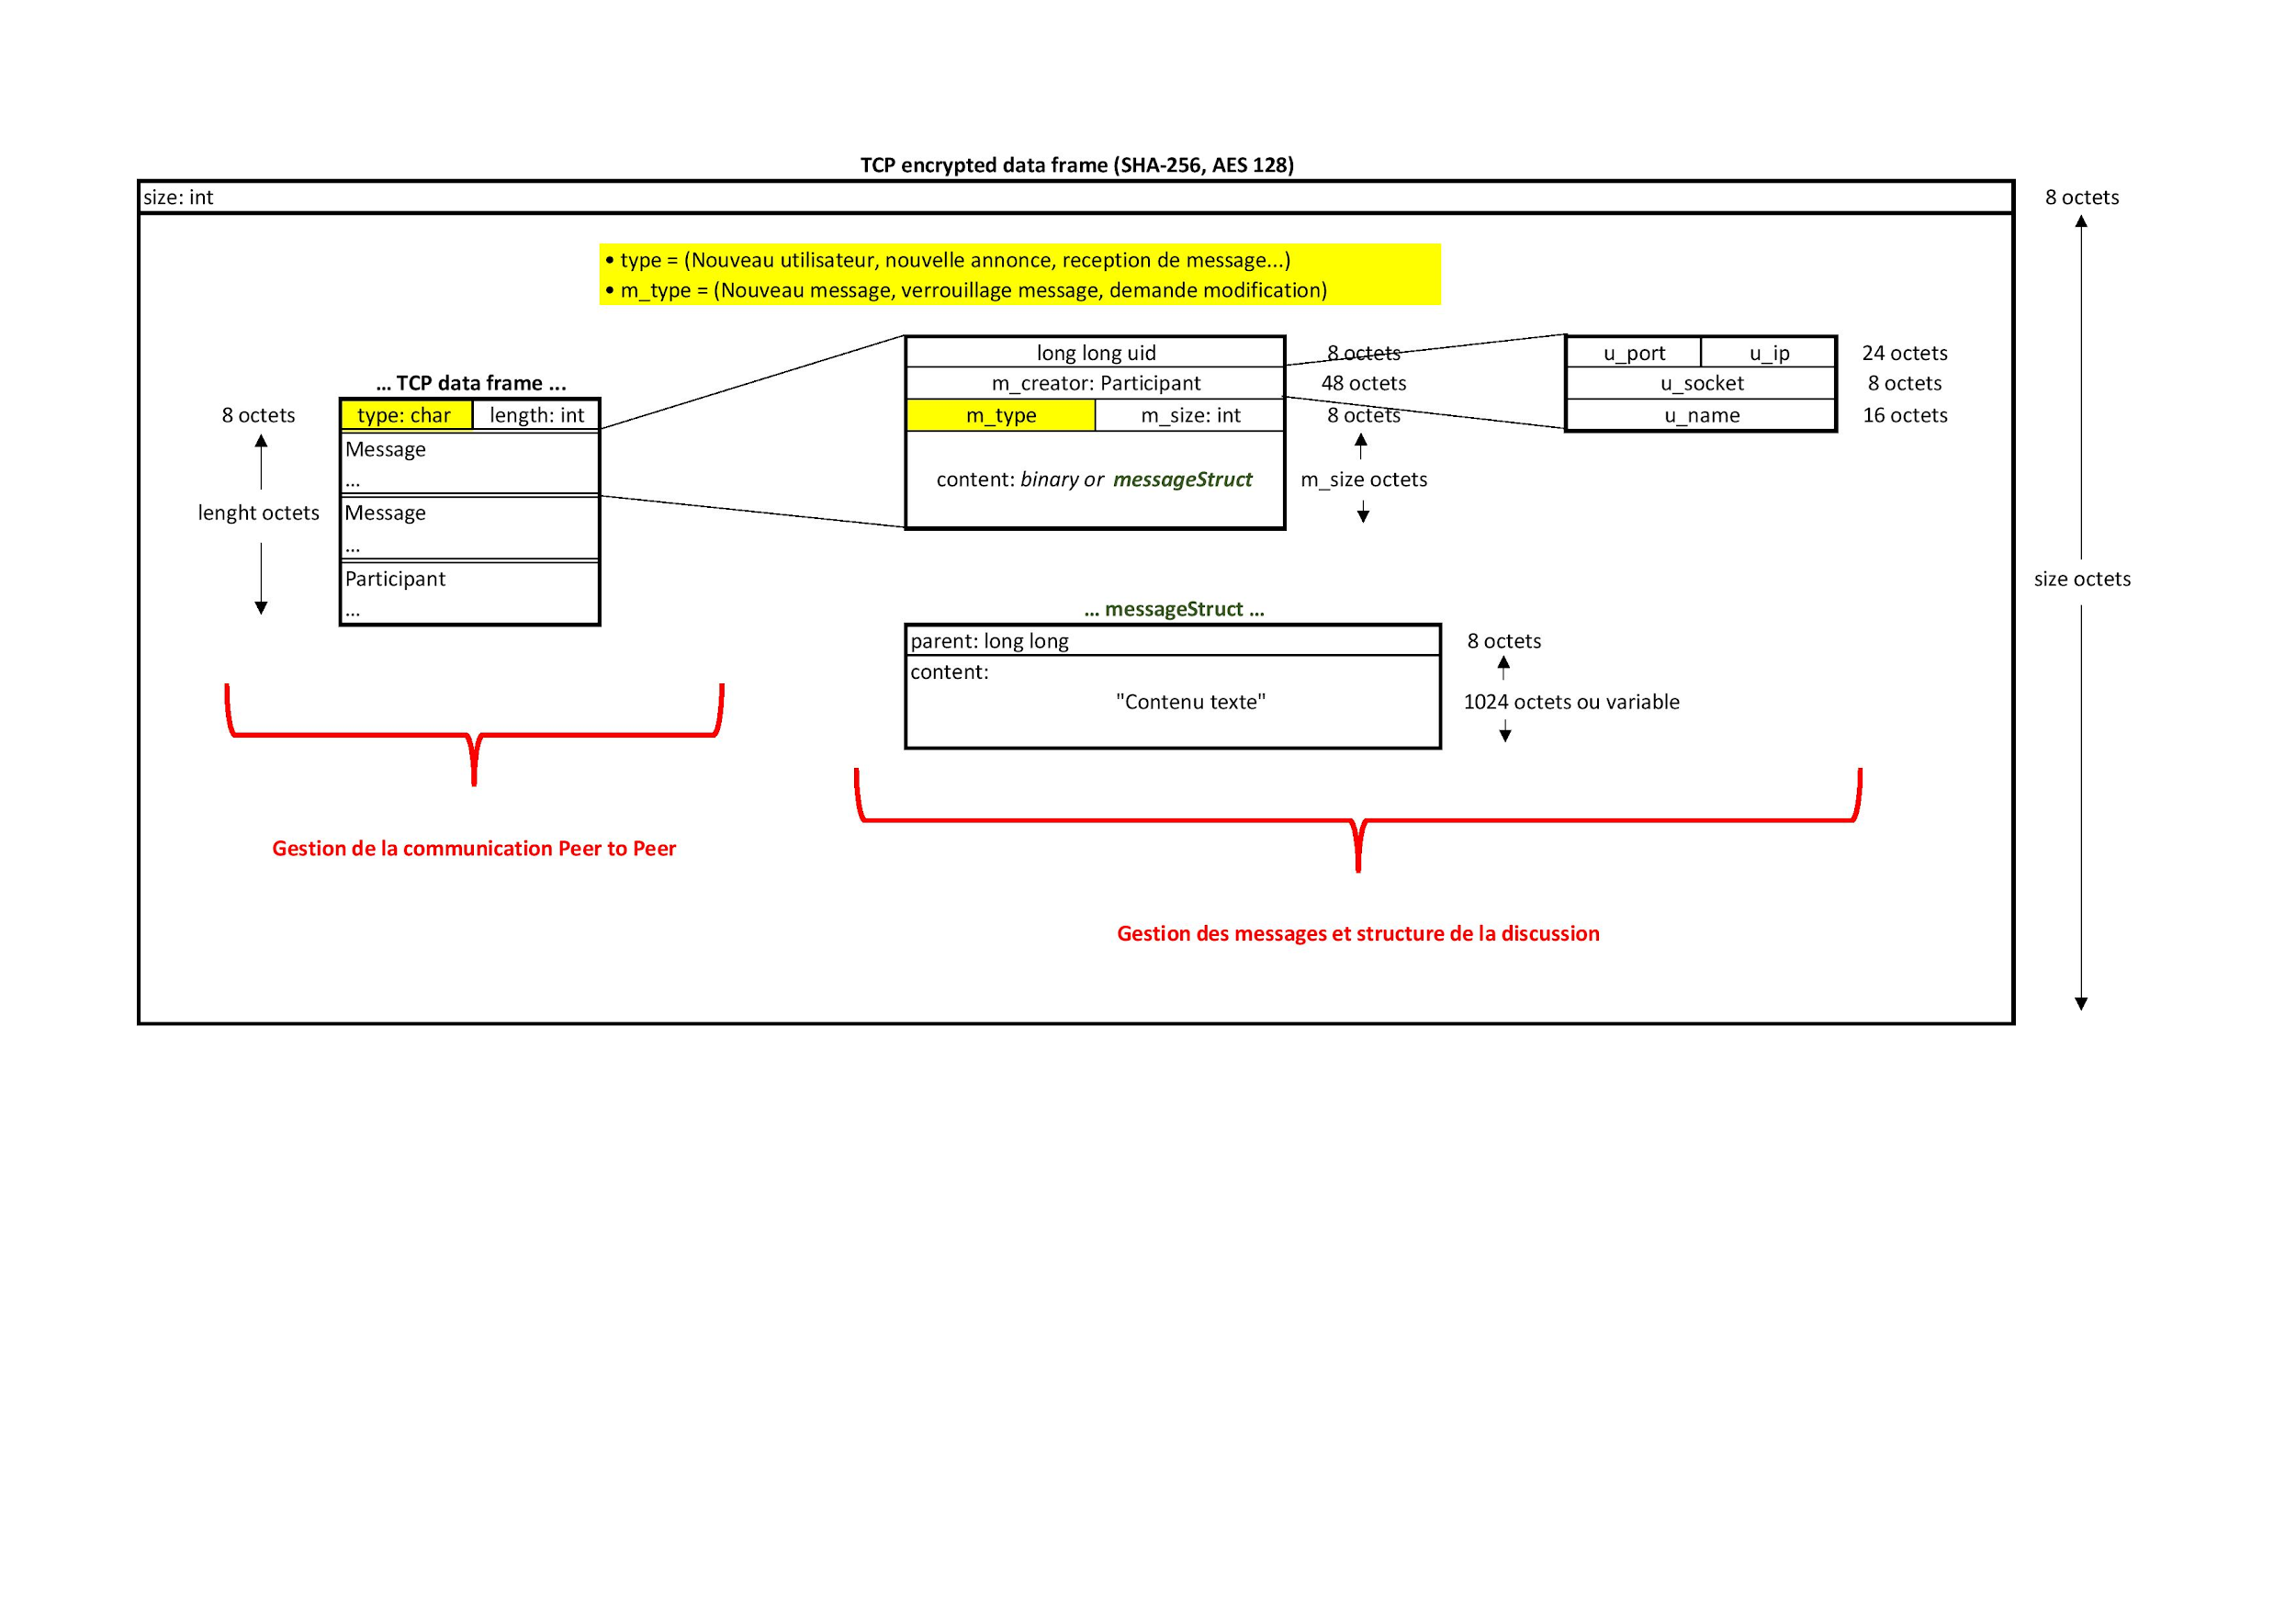 TCP encrypted data frame (SHA-256, AES 128)
size: int
8 octets
• type = (Nouveau utilisateur, nouvelle annonce, reception de message...)
• m_type = (Nouveau message, verrouillage message, demande modification)
... TCP data frame ...
8 octets
type: char
length: int
lenght octets
Message
...
Message
...
Participant
...
long long uid
8 octets
m_creator: Participant
48 octets
m_type
m_size: int
8 octets
content: binary or messageStruct
m_size octets
u_port
u_ip
24 octets
u_socket
8 octets
u_name
16 octets
size octets
... messageStruct ...
parent: long long
8 octets
content:
"Contenu texte"
1024 octets ou variable
Gestion de la communication Peer to Peer
Gestion des messages et structure de la discussion